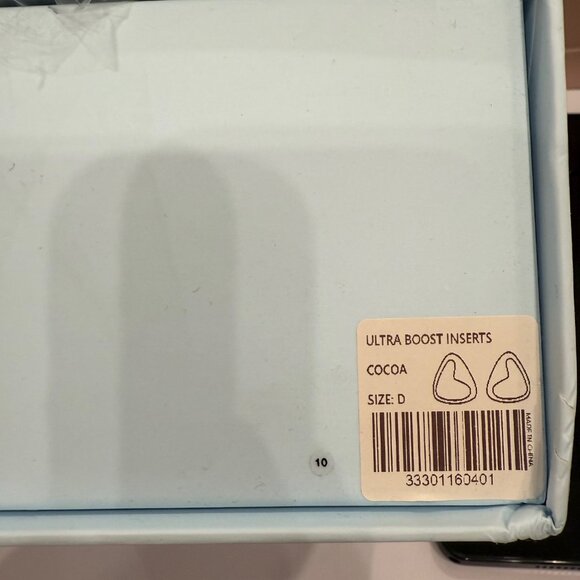 ULTRA BOOST INSERTS
COCOA
SIZE: D
MADE IN CHINA
33301160401
10